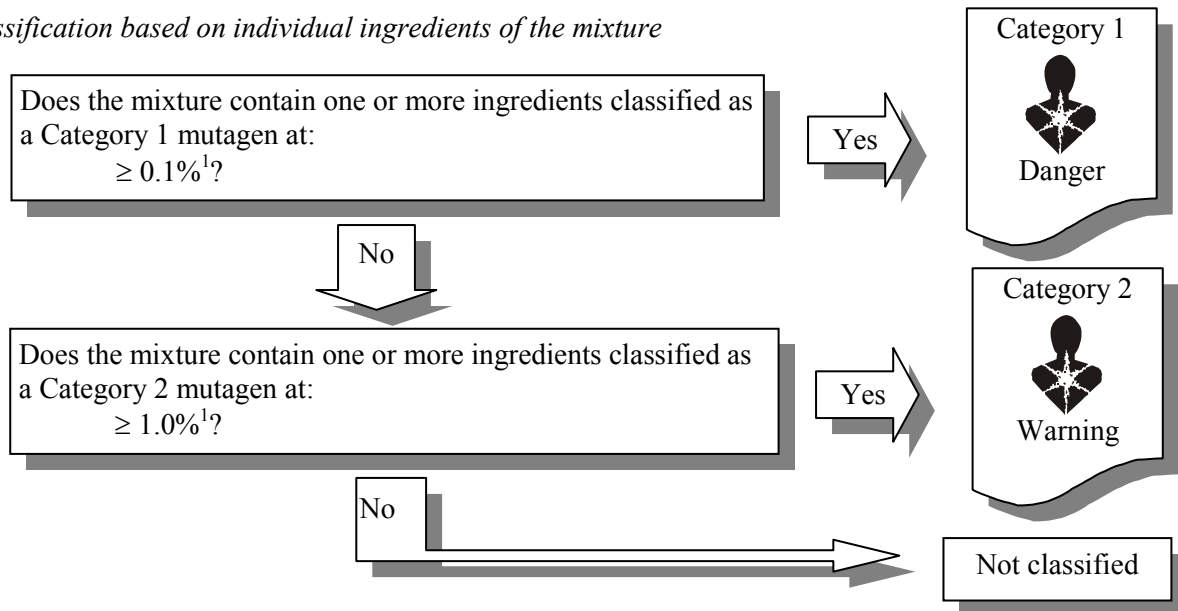 ssification based on individual ingredients of the mixture
Category 1
Does the mixture contain one or more ingredients classified as
a Category 1 mutagen at:
≥ 0.1%¹?
Yes
Danger
No
Category 2
Does the mixture contain one or more ingredients classified as
a Category 2 mutagen at:
≥ 1.0%¹?
Yes
Warning
No
Not classified